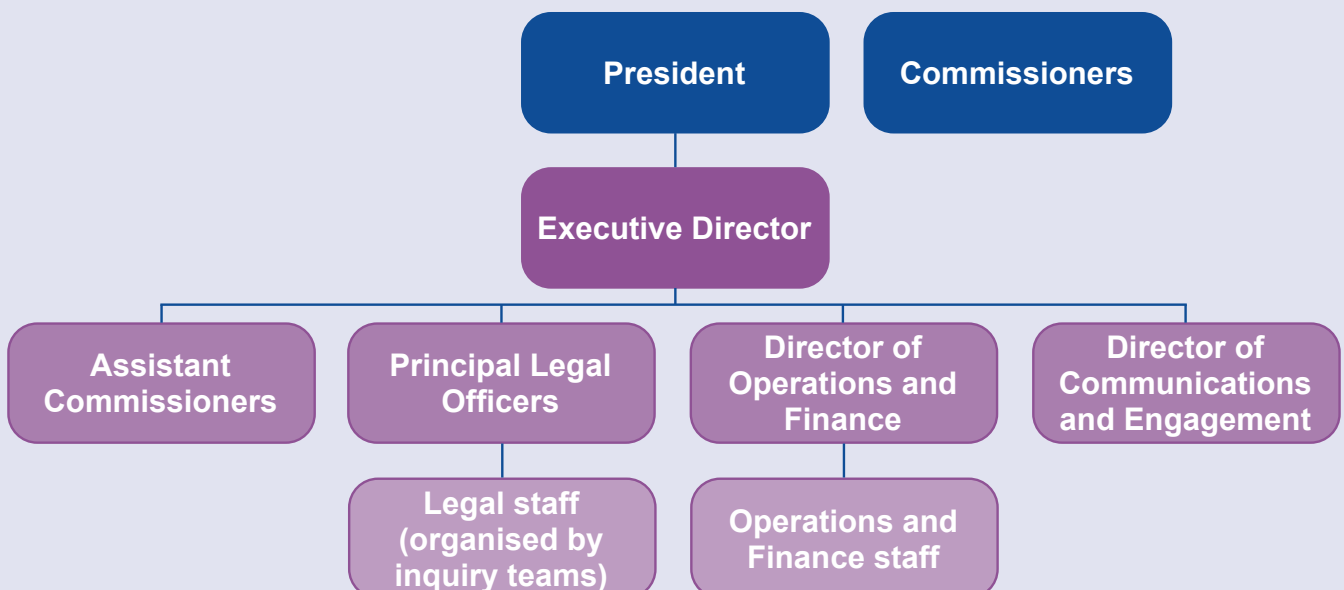 President
Commissioners
Executive Director
Assistant
Commissioners
Principal Legal
Officers
Director of
Operations and
Finance
Director of
Communications
and Engagement
Legal staff
(organised by
inquiry teams)
Operations and
Finance staff